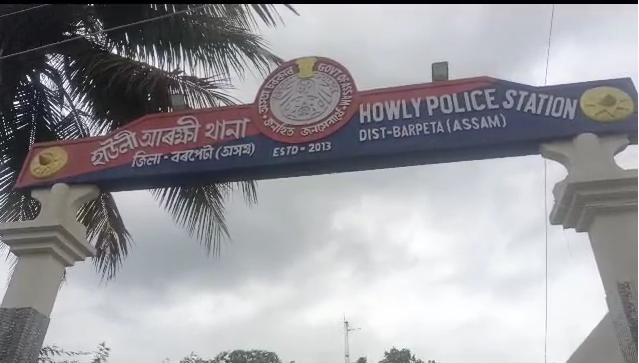 হাউলী আৰক্ষী থানা
জিলা - বৰপেটা (অসম)
ESTD - 2013
HOWLY POLICE STATION
DIST-BARPETA (ASSAM)